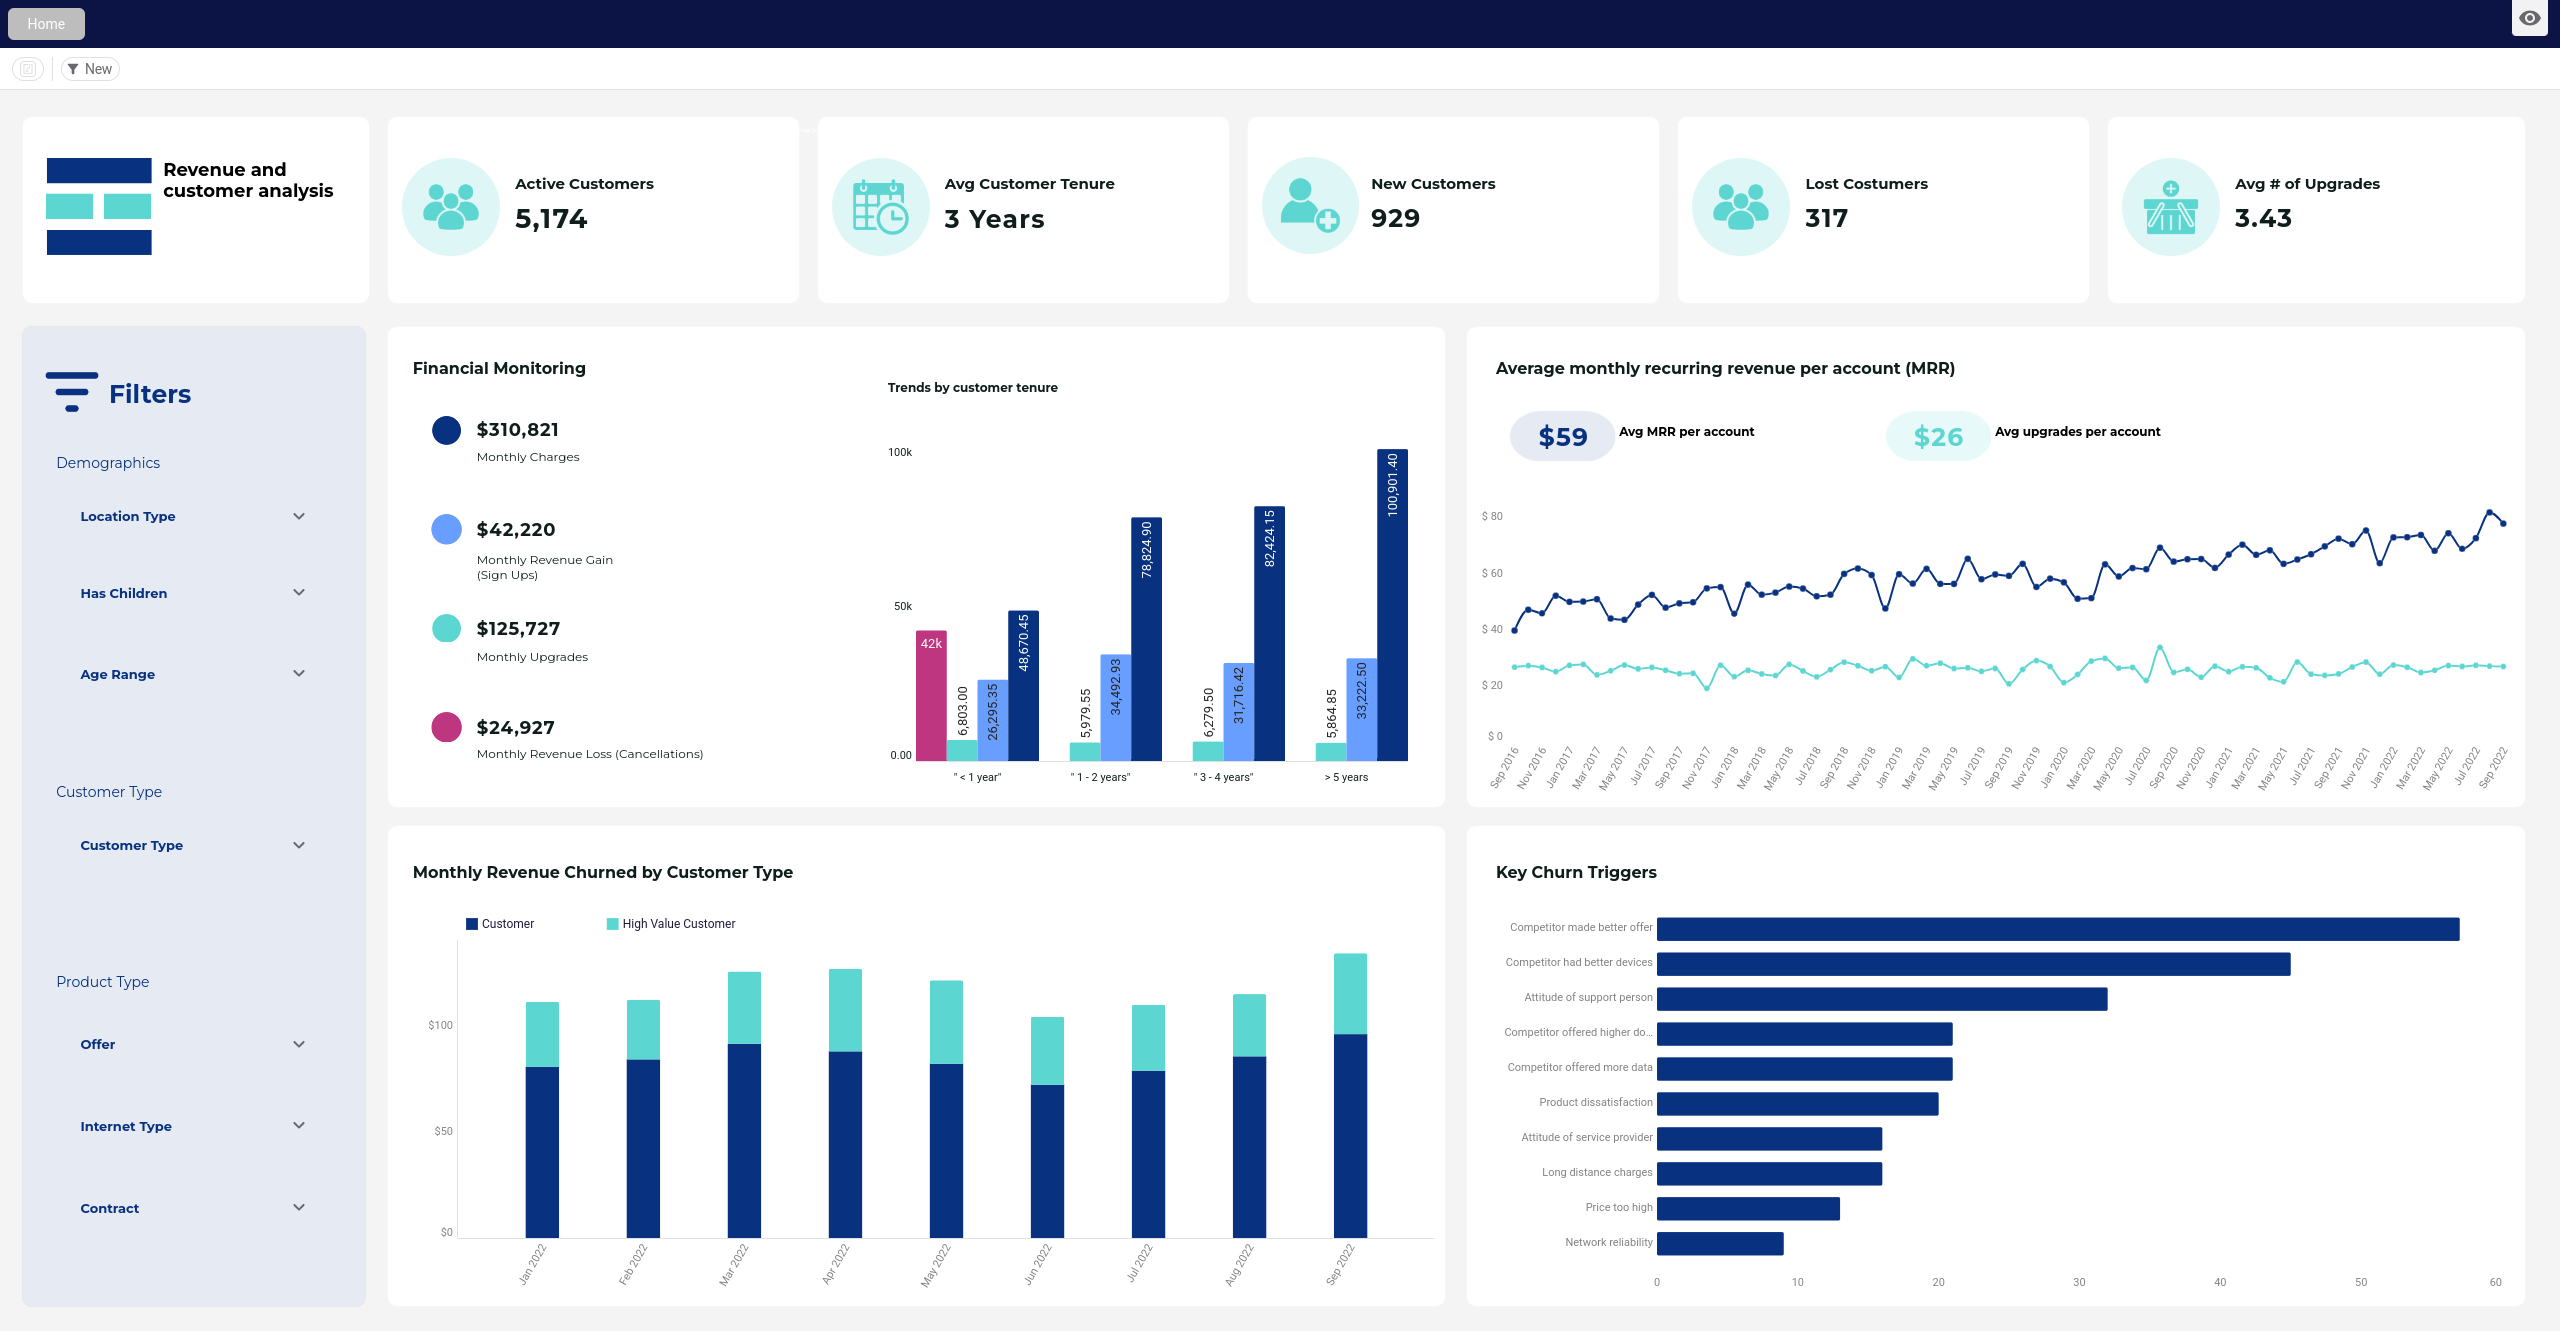 Home
New
Revenue and
customer analysis
Active Customers
5,174
Avg Customer Tenure
3 Years
New Customers
929
Lost Costumers
317
Avg # of Upgrades
3.43
Filters
Demographics
Location Type
Has Children
Age Range
Customer Type
Customer Type
Product Type
Offer
Internet Type
Contract
Financial Monitoring
$310,821
Monthly Charges
$42,220
Monthly Revenue Gain
(Sign Ups)
$125,727
Monthly Upgrades
$24,927
Monthly Revenue Loss (Cancellations)
Trends by customer tenure
100k
50k
0.00
42k
6,803.00
26,295.35
48,670.45
5,979.55
34,492.93
78,824.90
6,279.50
31,716.42
82,424.15
5,864.85
33,222.50
100,901.40
" < 1 year"
" 1 - 2 years"
" 3 - 4 years"
> 5 years
Average monthly recurring revenue per account (MRR)
$59
Avg MRR per account
$26
Avg upgrades per account
$ 80
$ 60
$ 40
$ 20
$ 0
Sep 2016
Nov 2016
Jan 2017
Mar 2017
May 2017
Jul 2017
Sep 2017
Nov 2017
Jan 2018
Mar 2018
May 2018
Jul 2018
Sep 2018
Nov 2018
Jan 2019
Mar 2019
May 2019
Jul 2019
Sep 2019
Nov 2019
Jan 2020
Mar 2020
May 2020
Jul 2020
Sep 2020
Nov 2020
Jan 2021
Mar 2021
May 2021
Jul 2021
Sep 2021
Nov 2021
Jan 2022
Mar 2022
May 2022
Jul 2022
Sep 2022
Monthly Revenue Churned by Customer Type
Customer
High Value Customer
$100
$50
$0
Jan 2022
Feb 2022
Mar 2022
Apr 2022
May 2022
Jun 2022
Jul 2022
Aug 2022
Sep 2022
Key Churn Triggers
Competitor made better offer
Competitor had better devices
Attitude of support person
Competitor offered higher do...
Competitor offered more data
Product dissatisfaction
Attitude of service provider
Long distance charges
Price too high
Network reliability
0
10
20
30
40
50
60